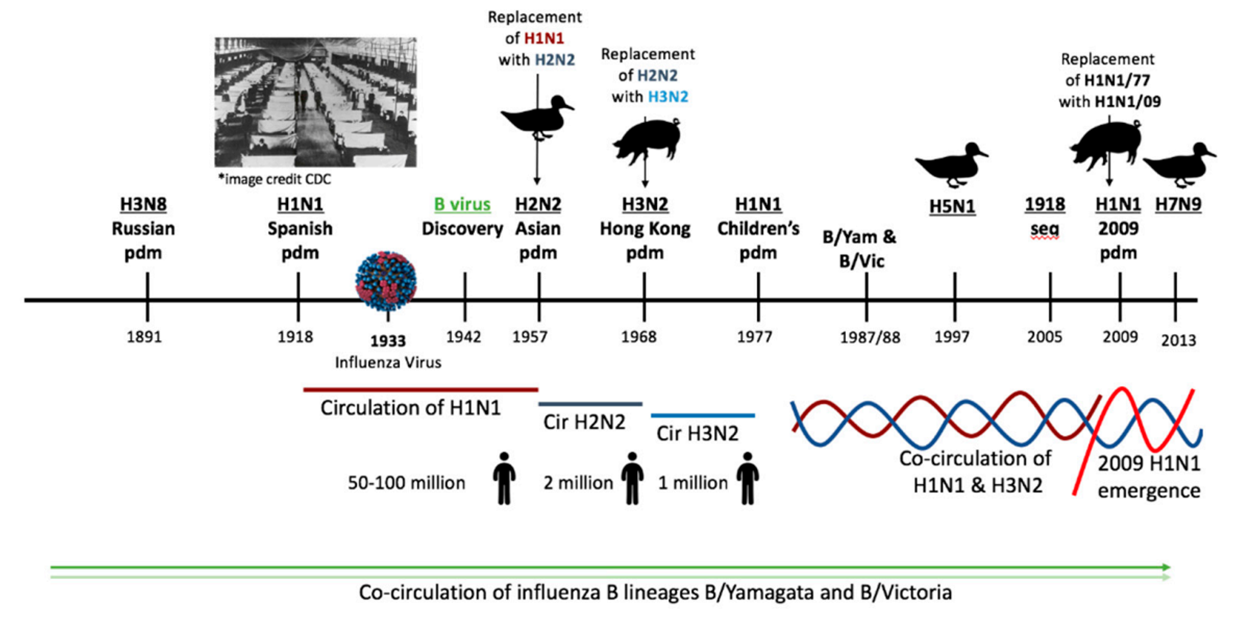 Replacement
of H1N1
with H2N2
Replacement
of H2N2
with H3N2
Replacement
of H1N1/77
with H1N1/09
*image credit CDC
H3N8
Russian
pdm
H1N1
Spanish
pdm
B virus
Discovery
H2N2
Asian
pdm
H3N2
Hong Kong
pdm
H1N1
Children's
pdm
B/Yam &
B/Vic
H5N1
1918
seq
H1N1
2009
pdm
H7N9
1891
1918
1933
Influenza Virus
1942
1957
1968
1977
1987/88
1997
2005
2009
2013
Circulation of H1N1
Cir H2N2
Cir H3N2
50-100 million
2 million
1 million
Co-circulation of
H1N1 & H3N2
2009 H1N1
emergence
Co-circulation of influenza B lineages B/Yamagata and B/Victoria